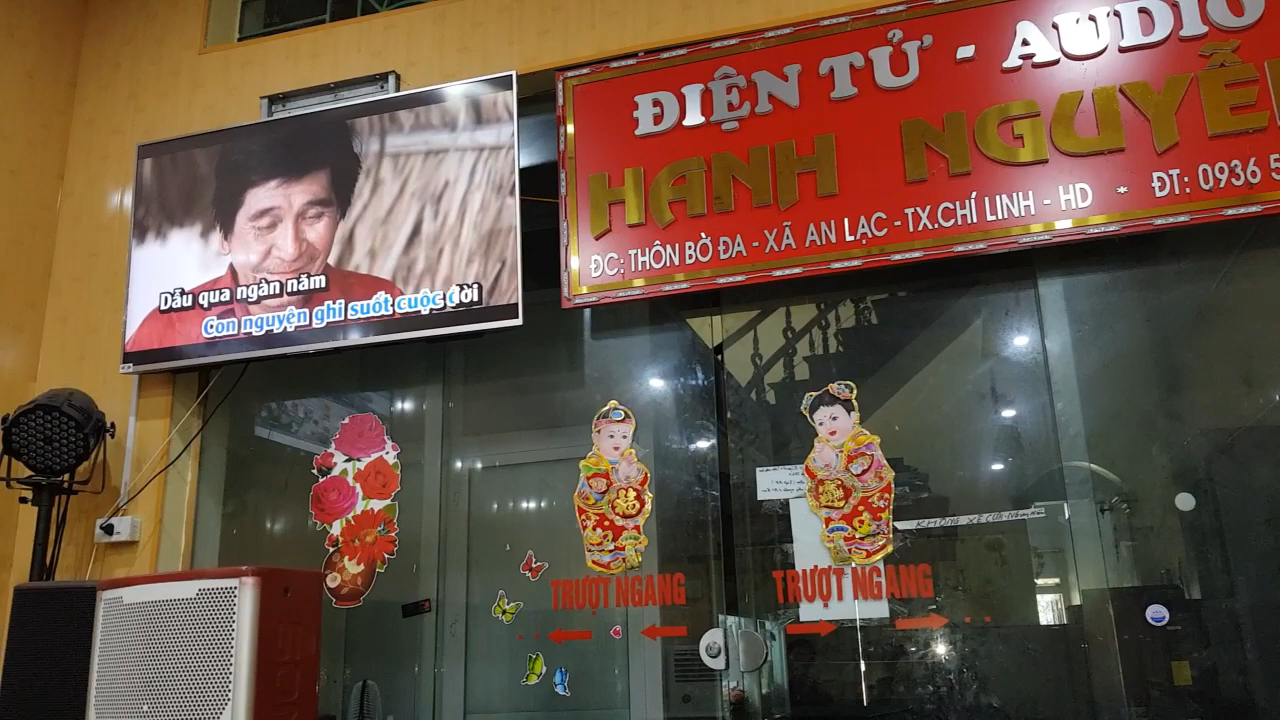 ĐIỆN TỬ - AUDIO
HẠNH NGUYỄ
ĐC: THÔN BỜ ĐA - XÃ AN LẠC - TX.CHÍ LINH - HD * ĐT: 0936 5
Dẫu qua ngàn năm
Con nguyện ghi suốt cuộc đời
TRƯỢT NGANG
TRƯỢT NGANG